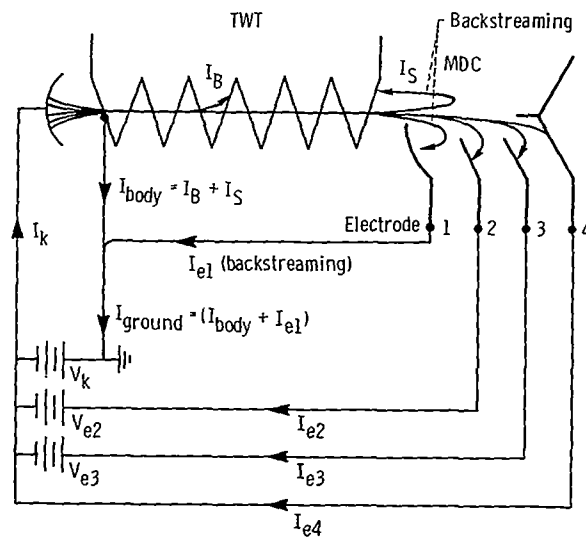 TWT
Backstreaming
MDC
I_B
I_S
I_body = I_B + I_S
I_k
Electrode 1 2 3 4
I_el (backstreaming)
I_ground = (I_body + I_el)
V_k
V_e2
I_e2
V_e3
I_e3
I_e4